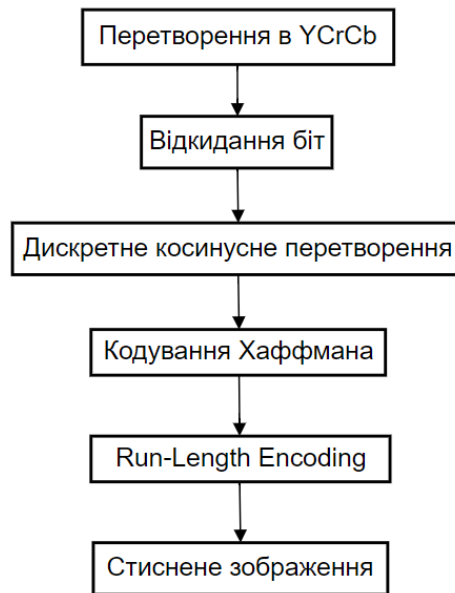 Перетворення в YCrCb
Відкидання біт
Дискретне косинусне перетворення
Кодування Хаффмана
Run-Length Encoding
Стиснене зображення